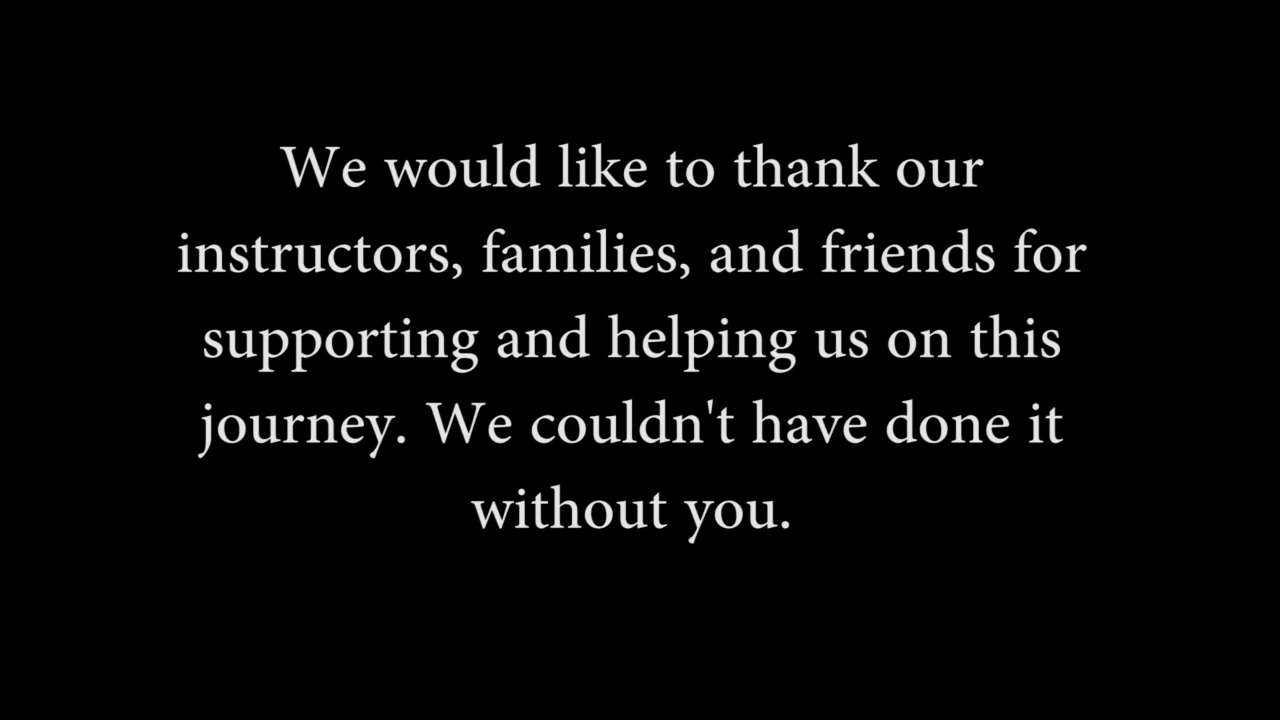 We would like to thank our
instructors, families, and friends for
supporting and helping us on this
journey. We couldn't have done it
without you.